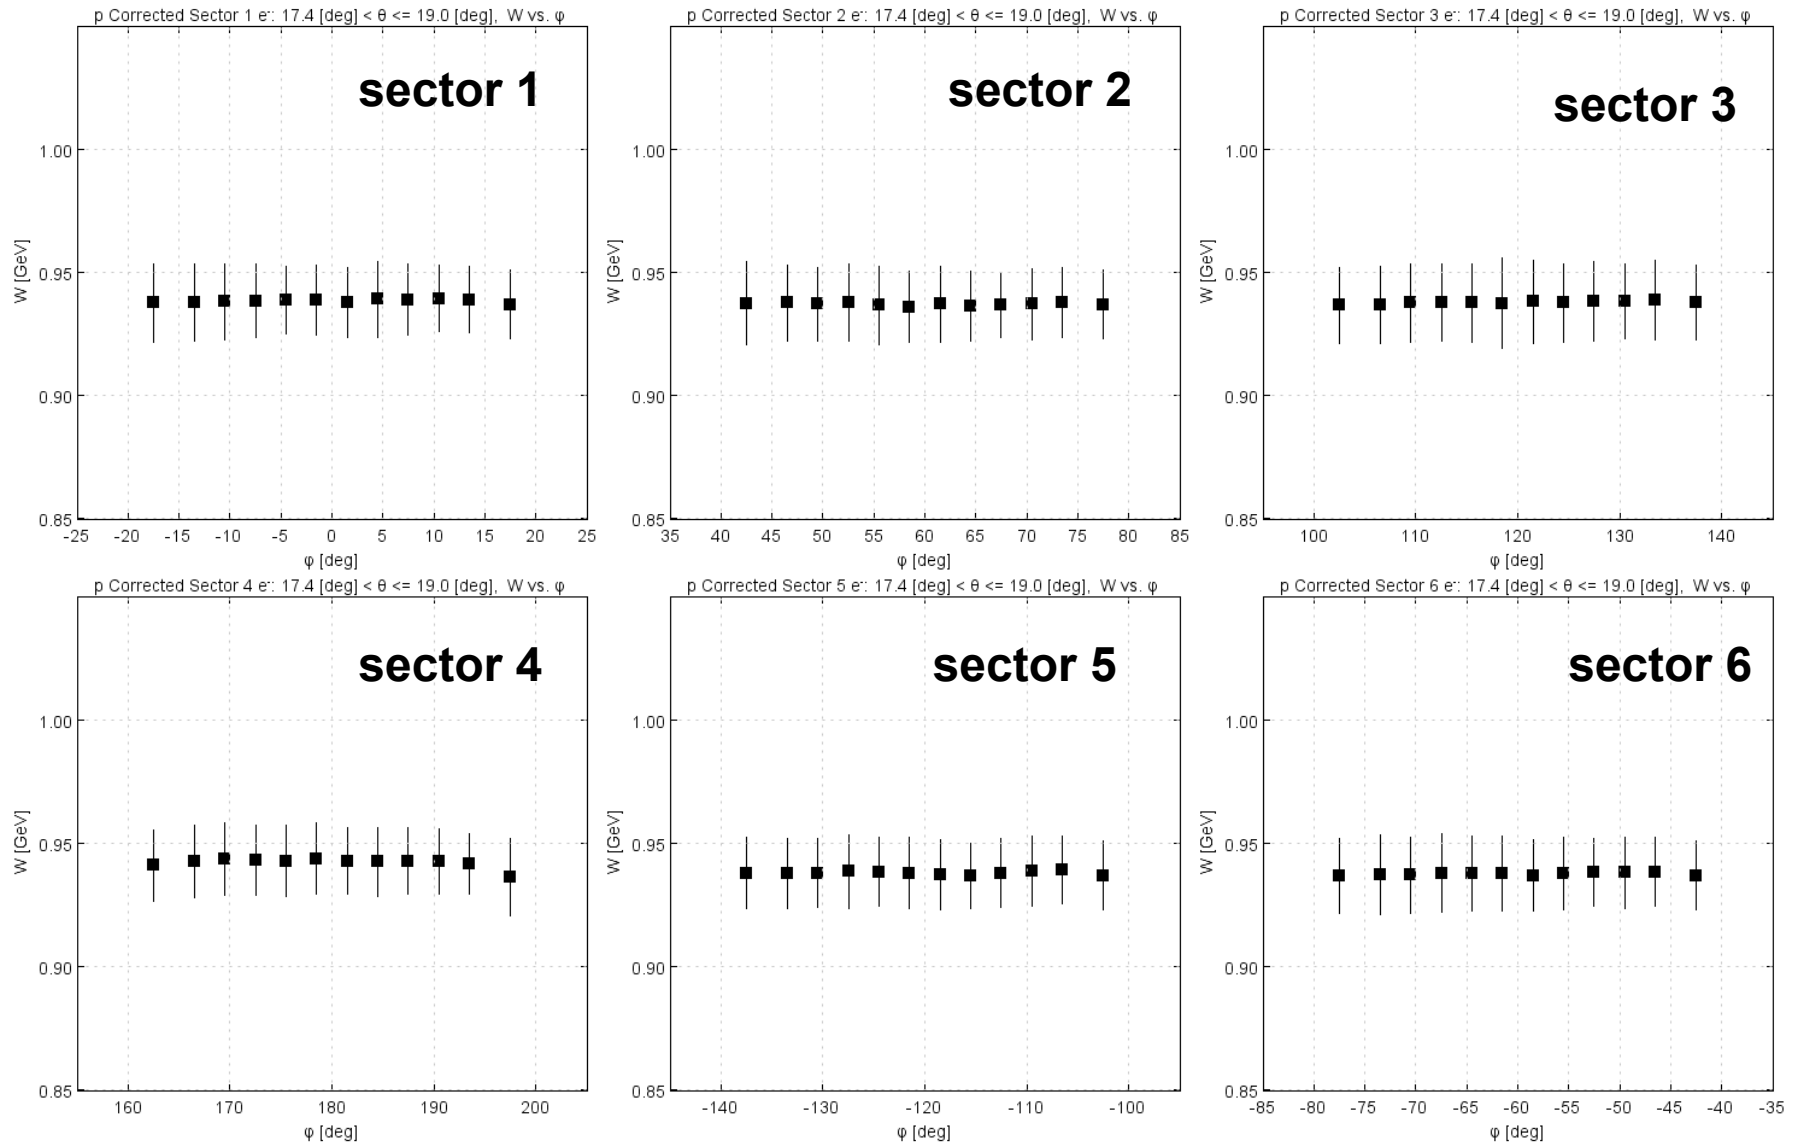 p Corrected Sector 1 e⁻: 17.4 [deg] < θ <= 19.0 [deg], W vs. φ
sector 1
1.00
0.95
0.90
0.85
W [GeV]
-25 -20 -15 -10 -5 0 5 10 15 20 25
φ [deg]
p Corrected Sector 2 e⁻: 17.4 [deg] < θ <= 19.0 [deg], W vs. φ
sector 2
1.00
0.95
0.90
0.85
W [GeV]
35 40 45 50 55 60 65 70 75 80 85
φ [deg]
p Corrected Sector 3 e⁻: 17.4 [deg] < θ <= 19.0 [deg], W vs. φ
sector 3
1.00
0.95
0.90
0.85
W [GeV]
100 110 120 130 140
φ [deg]
p Corrected Sector 4 e⁻: 17.4 [deg] < θ <= 19.0 [deg], W vs. φ
sector 4
1.00
0.95
0.90
0.85
W [GeV]
160 170 180 190 200
φ [deg]
p Corrected Sector 5 e⁻: 17.4 [deg] < θ <= 19.0 [deg], W vs. φ
sector 5
1.00
0.95
0.90
0.85
W [GeV]
-140 -130 -120 -110 -100
φ [deg]
p Corrected Sector 6 e⁻: 17.4 [deg] < θ <= 19.0 [deg], W vs. φ
sector 6
1.00
0.95
0.90
0.85
W [GeV]
-85 -80 -75 -70 -65 -60 -55 -50 -45 -40 -35
φ [deg]